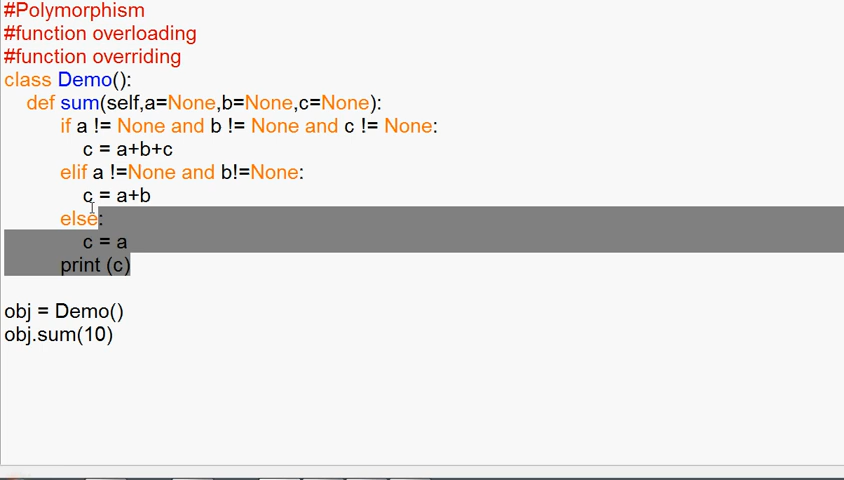 #Polymorphism
#function overloading
#function overriding
class Demo():
    def sum(self,a=None,b=None,c=None):
        if a != None and b != None and c != None:
            c = a+b+c
        elif a !=None and b!=None:
            c = a+b
        else:
            c = a
        print (c)
obj = Demo()
obj.sum(10)